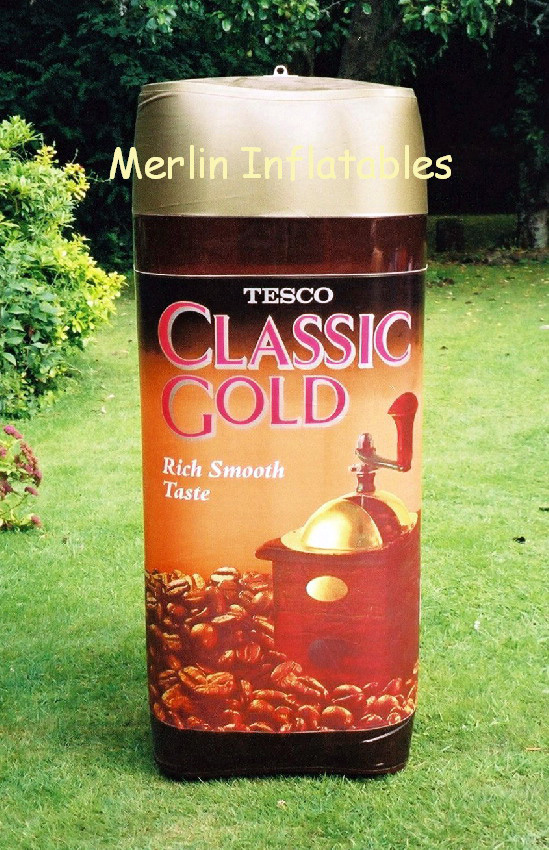 Merlin Inflatables
TESCO
CLASSIC
GOLD
Rich Smooth
Taste